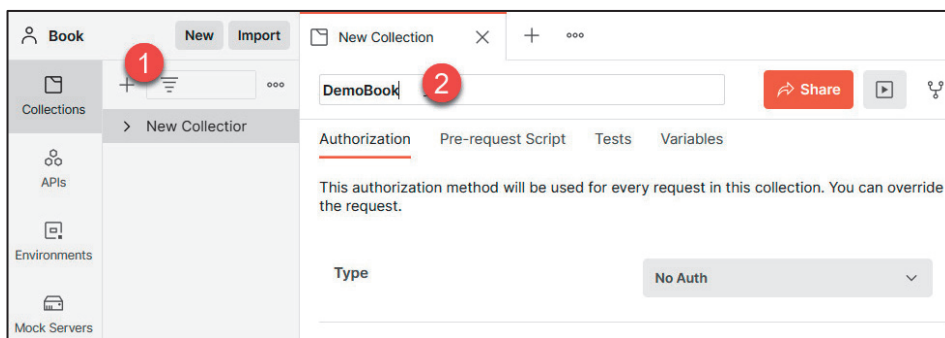 Book
New
Import
New Collection
1
2
DemoBook
Share
Collections
New Collectior
Authorization
Pre-request Script
Tests
Variables
APIs
This authorization method will be used for every request in this collection. You can override
the request.
Environments
Type
No Auth
Mock Servers